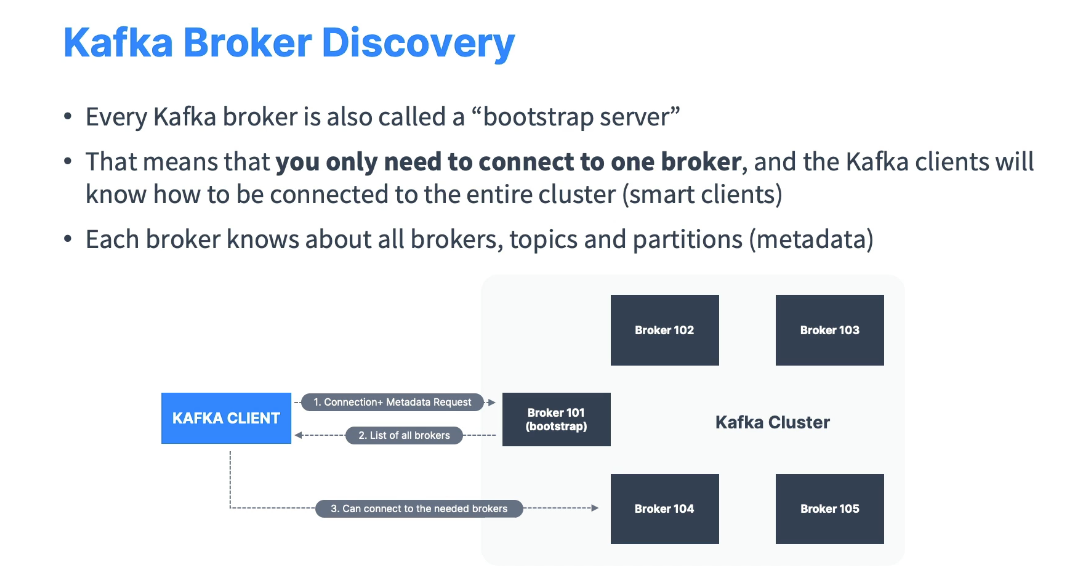 Kafka Broker Discovery
• Every Kafka broker is also called a “bootstrap server”
• That means that you only need to connect to one broker, and the Kafka clients will
know how to be connected to the entire cluster (smart clients)
• Each broker knows about all brokers, topics and partitions (metadata)
Broker 102
Broker 103
KAFKA CLIENT
1. Connection+ Metadata Request
2. List of all brokers
Broker 101
(bootstrap)
Kafka Cluster
3. Can connect to the needed brokers
Broker 104
Broker 105